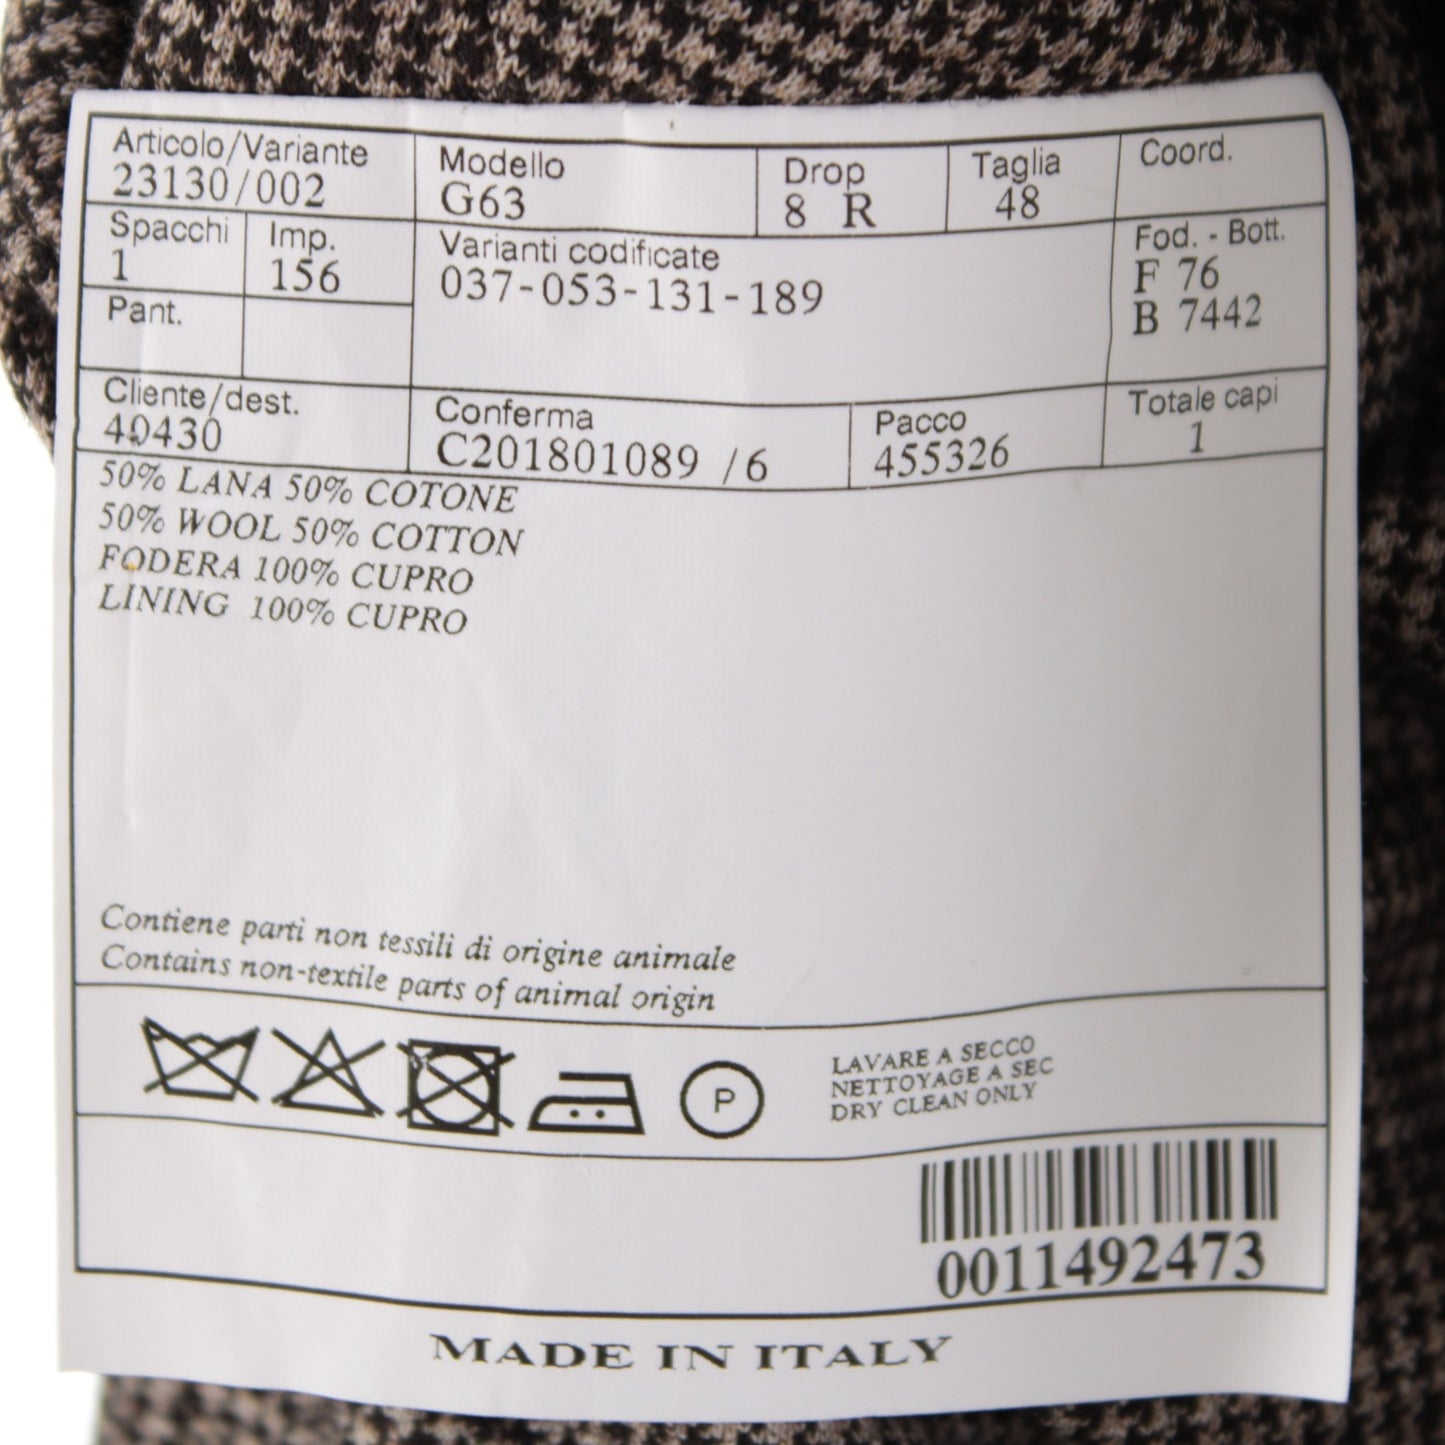 Articolo/Variante
23130/002
Modello
G63
Drop
8 R
Taglia
48
Coord.
Spacchi
1
Imp.
156
Varianti codificate
037-053-131-189
Fod. - Bott.
F 76
B 7442
Pant.
Cliente/dest.
40430
Conferma
C201801089 /6
Pacco
455326
Totale capi
1
50% LANA 50% COTONE
50% WOOL 50% COTTON
FODERA 100% CUPRO
LINING 100% CUPRO
Contiene parti non tessili di origine animale
Contains non-textile parts of animal origin
P
LAVARE A SECCO
NETTOYAGE A SEC
DRY CLEAN ONLY
0011492473
MADE IN ITALY